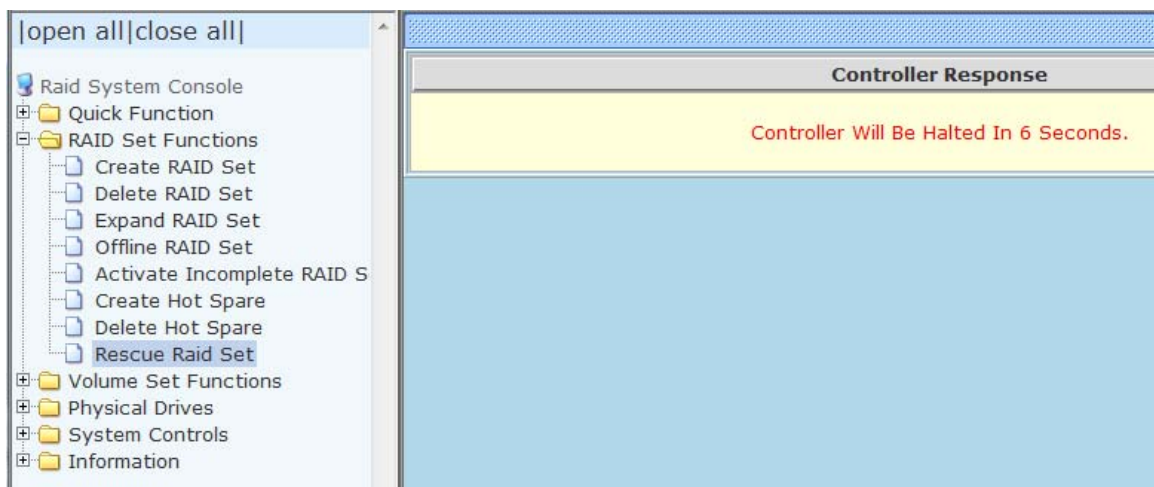 |open all|close all|
Raid System Console
Quick Function
RAID Set Functions
Create RAID Set
Delete RAID Set
Expand RAID Set
Offline RAID Set
Activate Incomplete RAID S
Create Hot Spare
Delete Hot Spare
Rescue Raid Set
Volume Set Functions
Physical Drives
System Controls
Information
Controller Response
Controller Will Be Halted In 6 Seconds.